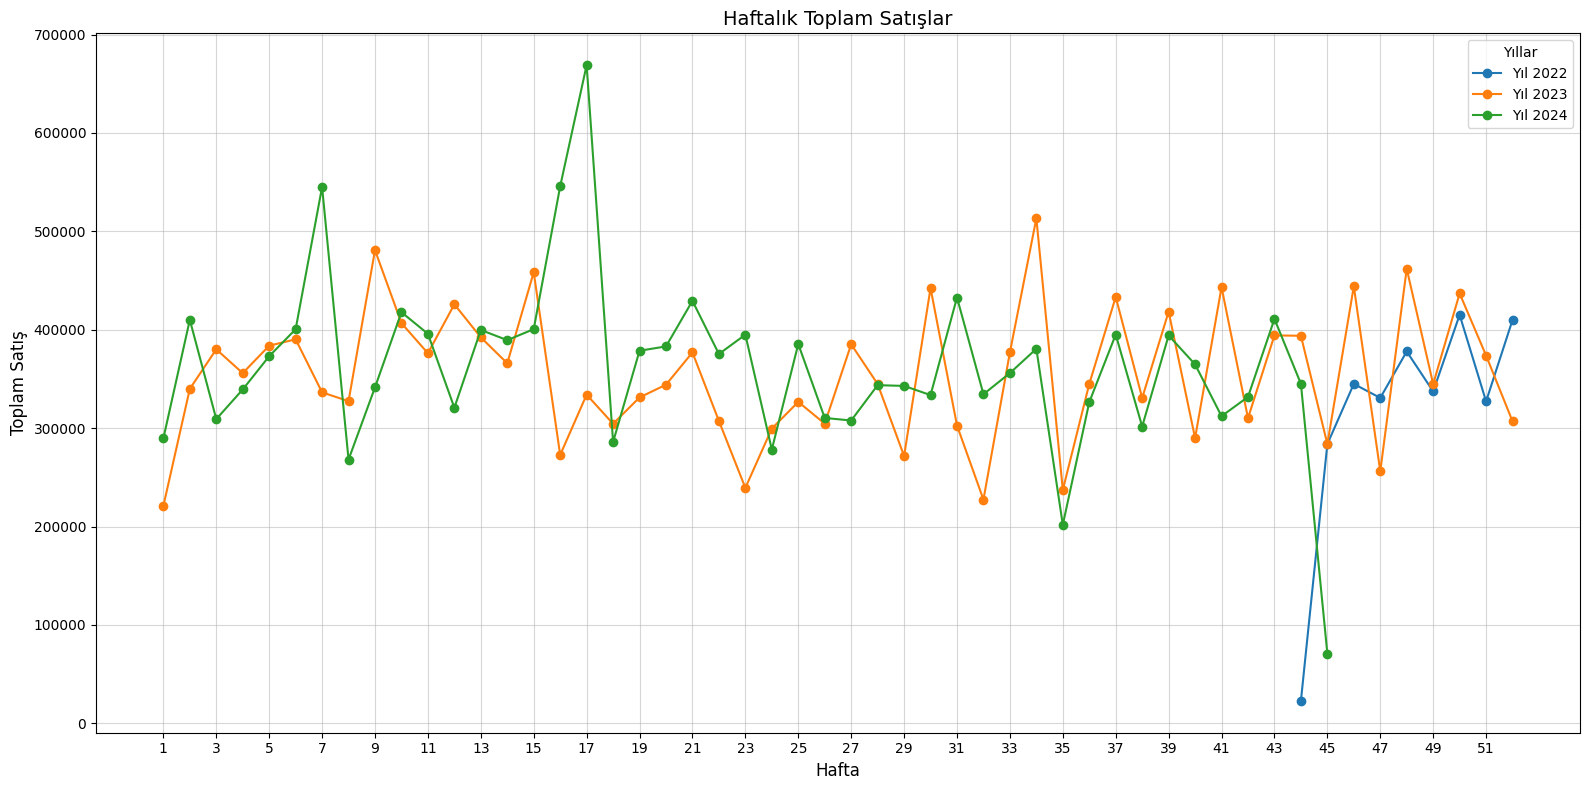 Haftalık Toplam Satışlar
Toplam Satış
700000
600000
500000
400000
300000
200000
100000
0
Yıllar
Yıl 2022
Yıl 2023
Yıl 2024
1 3 5 7 9 11 13 15 17 19 21 23 25 27 29 31 33 35 37 39 41 43 45 47 49 51
Hafta